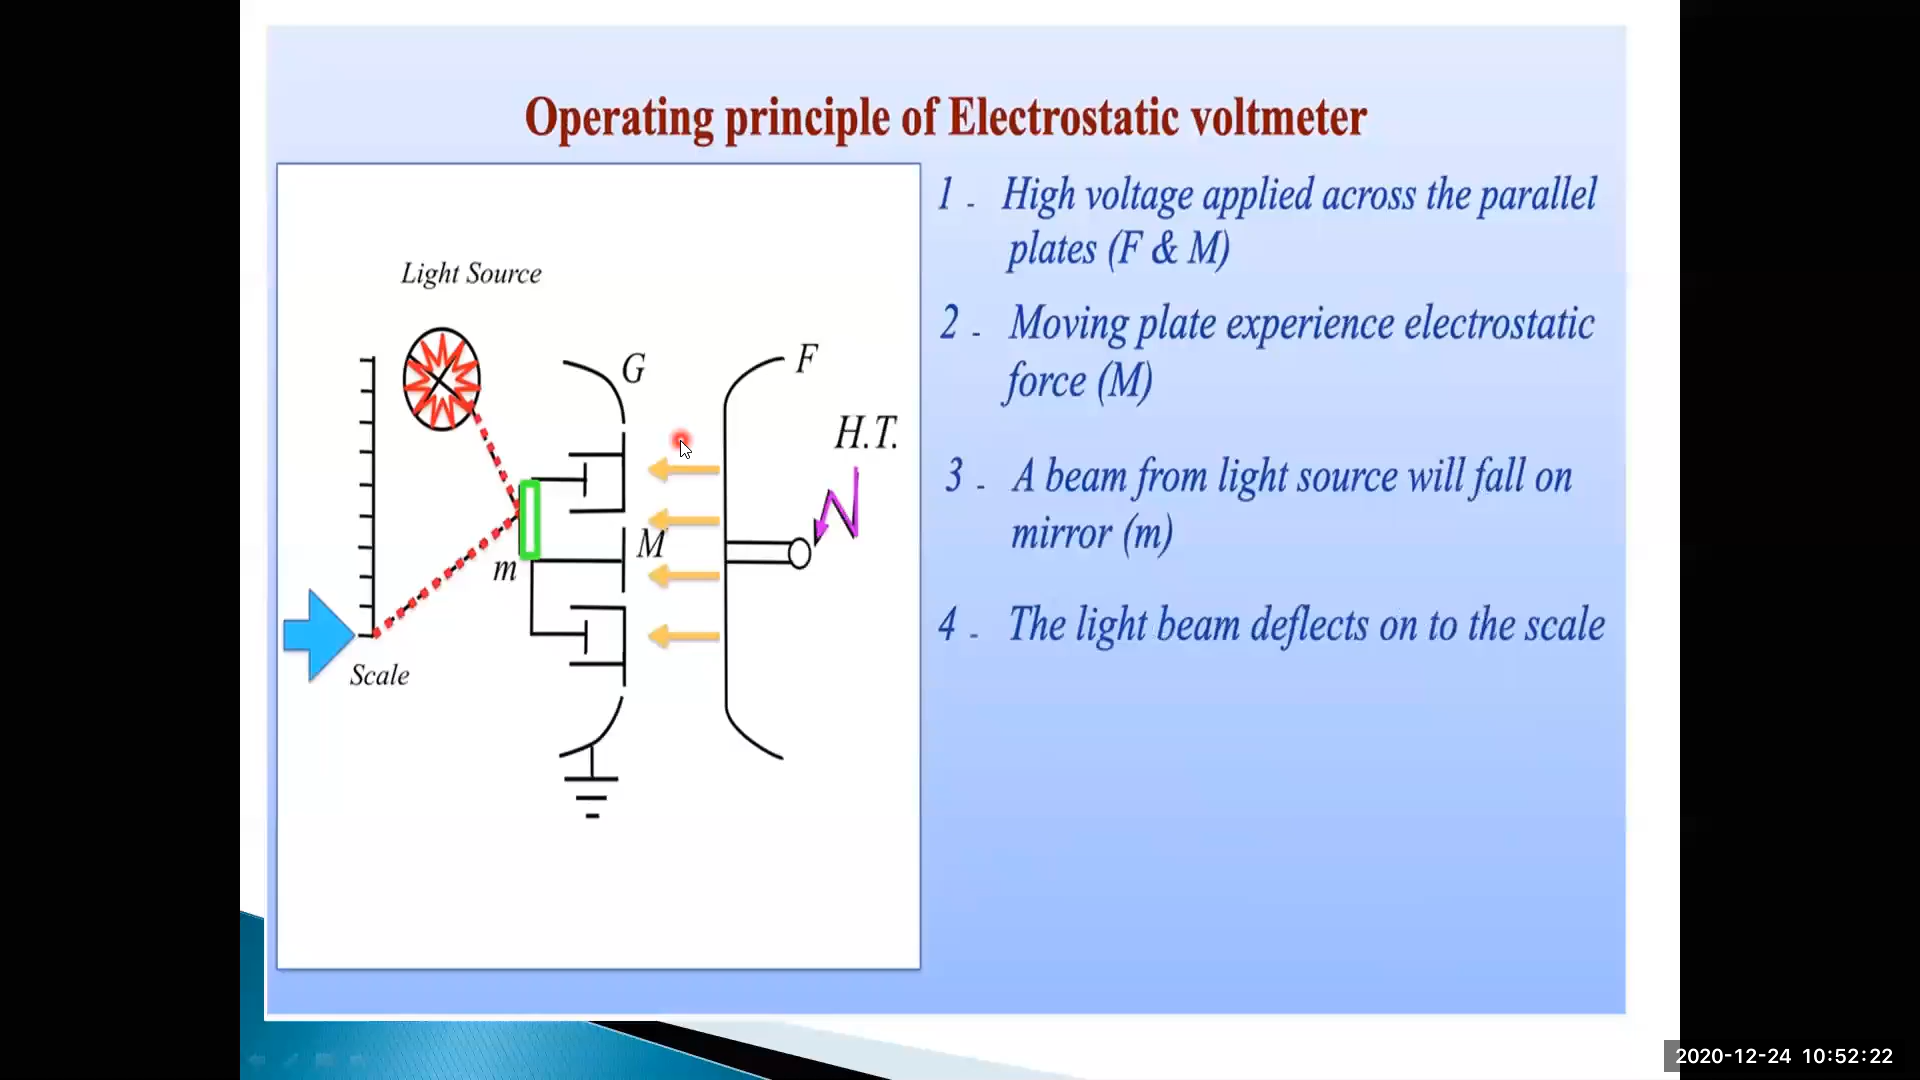 Operating principle of Electrostatic voltmeter
Light Source
G
F
H.T.
M
m
Scale
1 - High voltage applied across the parallel
plates (F & M)
2 - Moving plate experience electrostatic
force (M)
3 - A beam from light source will fall on
mirror (m)
4 - The light beam deflects on to the scale
2020-12-24 10:52:22